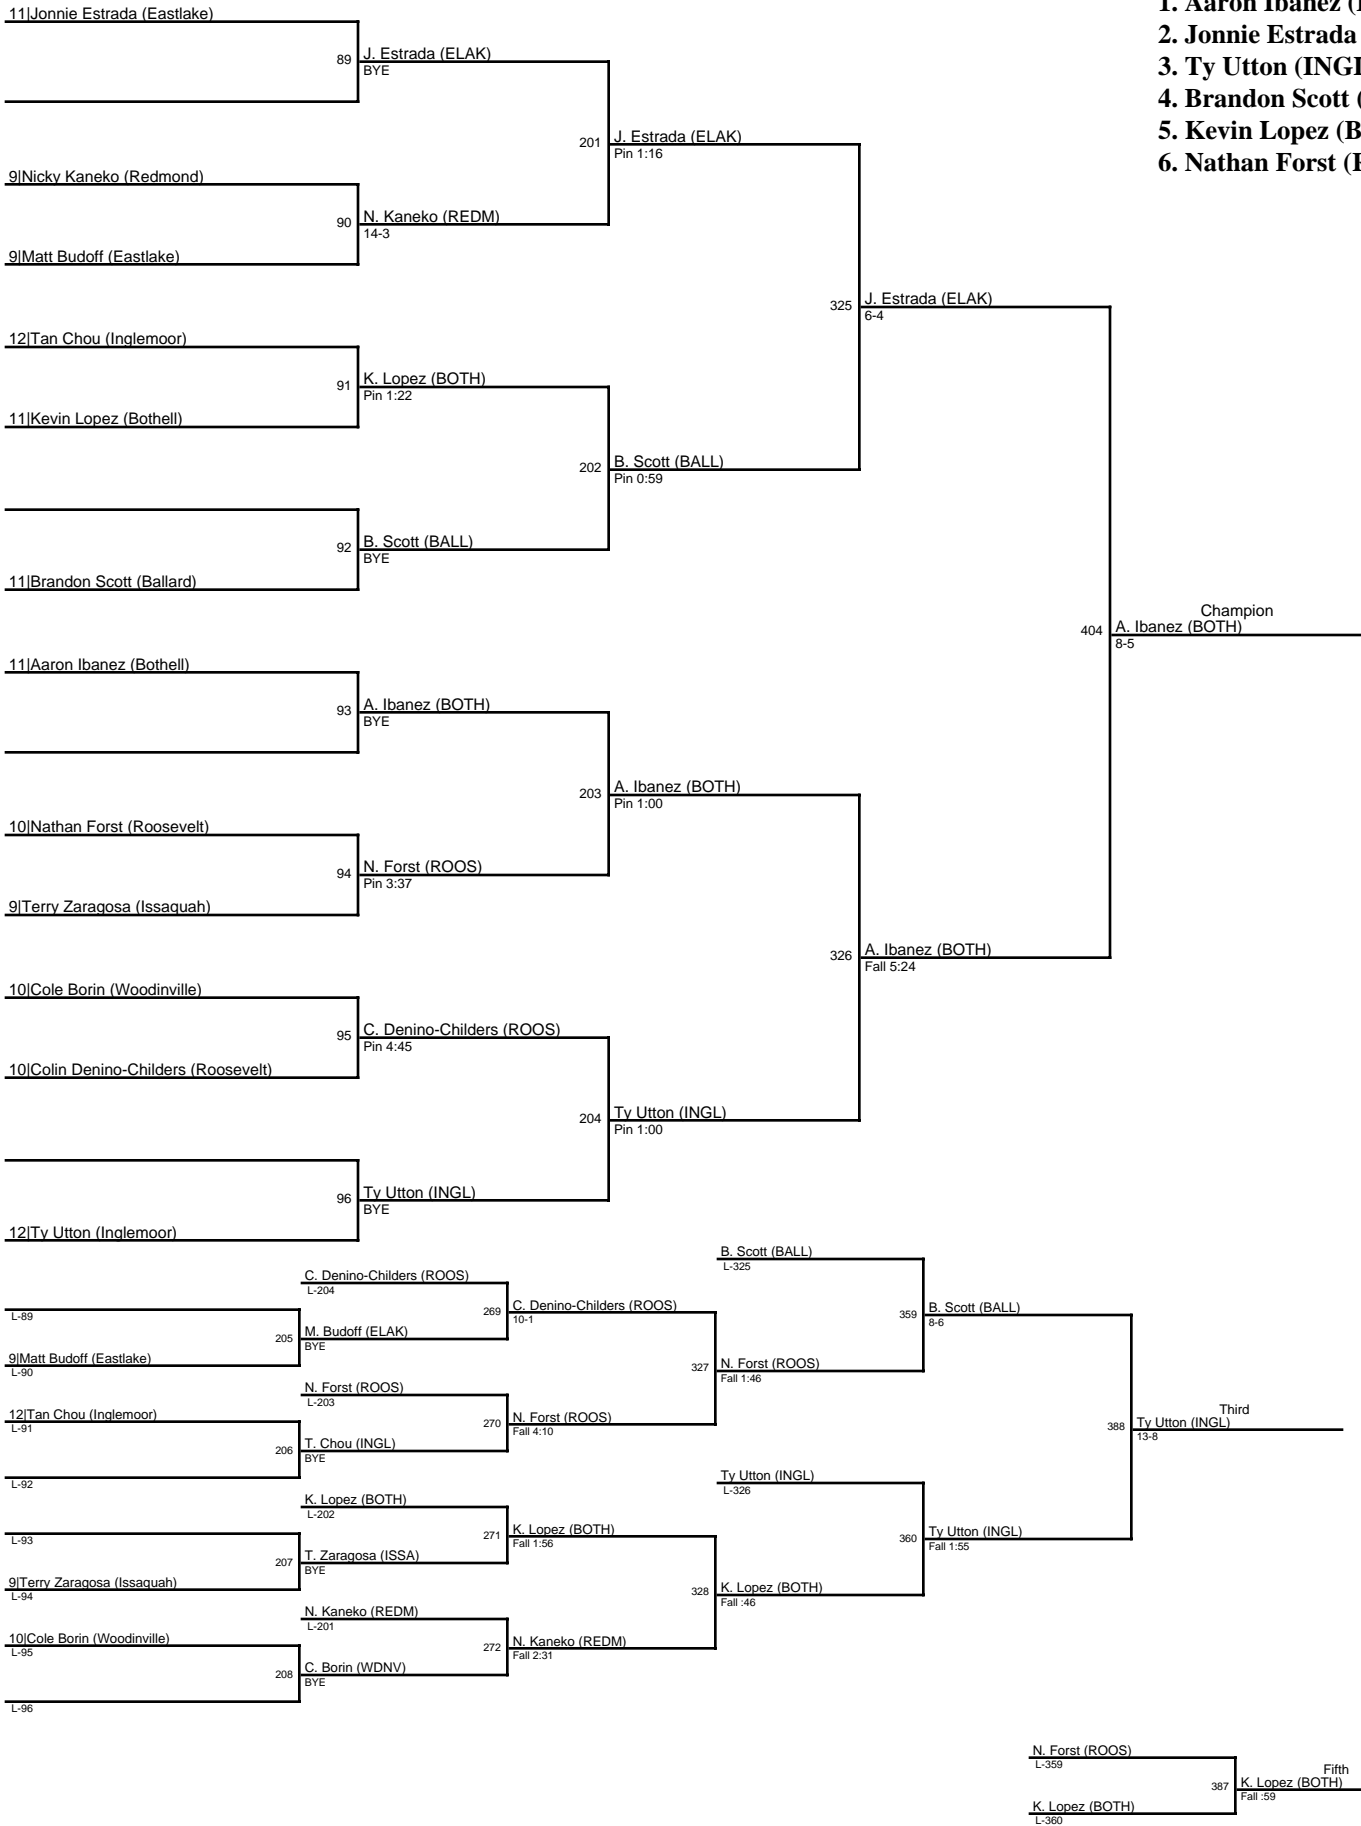 1. Aaron Ibanez (
2. Jonnie Estrada
3. Ty Utton (INGL
4. Brandon Scott (
5. Kevin Lopez (B
6. Nathan Forst (
11|Jonnie Estrada (Eastlake)
89
J. Estrada (ELAK)
BYE
201
J. Estrada (ELAK)
Pin 1:16
9|Nicky Kaneko (Redmond)
90
N. Kaneko (REDM)
14-3
9|Matt Budoff (Eastlake)
325
J. Estrada (ELAK)
6-4
12|Tan Chou (Inglemoor)
91
K. Lopez (BOTH)
Pin 1:22
11|Kevin Lopez (Bothell)
202
B. Scott (BALL)
Pin 0:59
92
B. Scott (BALL)
BYE
11|Brandon Scott (Ballard)
Champion
404
A. Ibanez (BOTH)
8-5
11|Aaron Ibanez (Bothell)
93
A. Ibanez (BOTH)
BYE
203
A. Ibanez (BOTH)
Pin 1:00
10|Nathan Forst (Roosevelt)
94
N. Forst (ROOS)
Pin 3:37
9|Terry Zaragosa (Issaquah)
326
A. Ibanez (BOTH)
Fall 5:24
10|Cole Borin (Woodinville)
95
C. Denino-Childers (ROOS)
Pin 4:45
10|Colin Denino-Childers (Roosevelt)
204
Ty Utton (INGL)
Pin 1:00
96
Ty Utton (INGL)
BYE
12|Ty Utton (Inglemoor)
B. Scott (BALL)
L-325
C. Denino-Childers (ROOS)
L-204
L-89
269
C. Denino-Childers (ROOS)
10-1
359
B. Scott (BALL)
8-6
205
M. Budoff (ELAK)
BYE
9|Matt Budoff (Eastlake)
L-90
327
N. Forst (ROOS)
Fall 1:46
N. Forst (ROOS)
L-203
12|Tan Chou (Inglemoor)
L-91
270
N. Forst (ROOS)
Fall 4:10
Third
388
Ty Utton (INGL)
13-8
206
T. Chou (INGL)
BYE
L-92
Ty Utton (INGL)
L-326
K. Lopez (BOTH)
L-202
L-93
271
K. Lopez (BOTH)
Fall 1:56
360
Ty Utton (INGL)
Fall 1:55
207
T. Zaragosa (ISSA)
BYE
9|Terry Zaragosa (Issaquah)
L-94
328
K. Lopez (BOTH)
Fall :46
N. Kaneko (REDM)
L-201
10|Cole Borin (Woodinville)
L-95
272
N. Kaneko (REDM)
Fall 2:31
208
C. Borin (WDNV)
BYE
L-96
N. Forst (ROOS)
L-359
Fifth
387
K. Lopez (BOTH)
Fall :59
K. Lopez (BOTH)
L-360